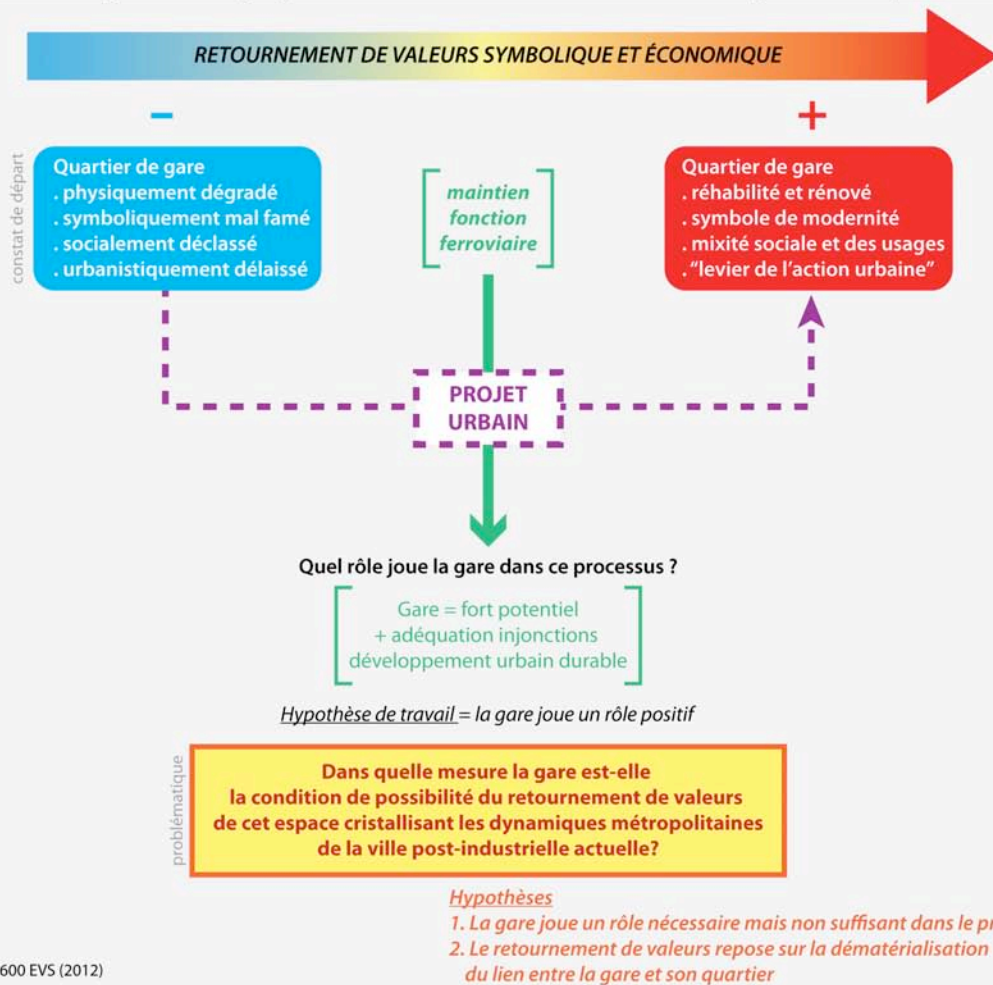 RETOURNEMENT DE VALEURS SYMBOLIQUE ET ÉCONOMIQUE
–
+
constat de départ
Quartier de gare
. physiquement dégradé
. symboliquement mal famé
. socialement déclassé
. urbanistiquement délaissé
maintien
fonction
ferroviaire
Quartier de gare
. réhabilité et rénové
. symbole de modernité
. mixité sociale et des usages
. “levier de l’action urbaine”
PROJET
URBAIN
Quel rôle joue la gare dans ce processus ?
Gare = fort potentiel
+ adéquation injonctions
développement urbain durable
Hypothèse de travail = la gare joue un rôle positif
problématique
Dans quelle mesure la gare est-elle
la condition de possibilité du retournement de valeurs
de cet espace cristallisant les dynamiques métropolitaines
de la ville post-industrielle actuelle?
Hypothèses
1. La gare joue un rôle nécessaire mais non suffisant dans le
2. Le retournement de valeurs repose sur la dématérialisation
du lien entre la gare et son quartier
600 EVS (2012)